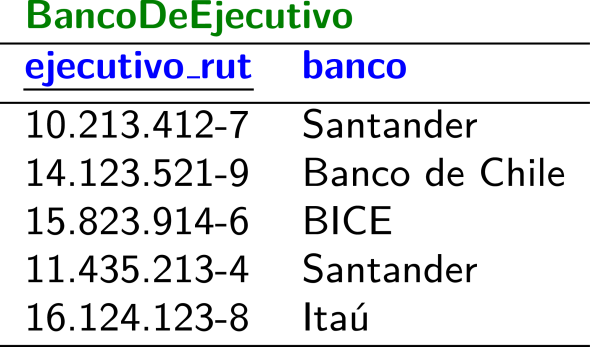 BancoDeEjecutivo
ejecutivo_rut banco
10.213.412-7 Santander
14.123.521-9 Banco de Chile
15.823.914-6 BICE
11.435.213-4 Santander
16.124.123-8 Itaú